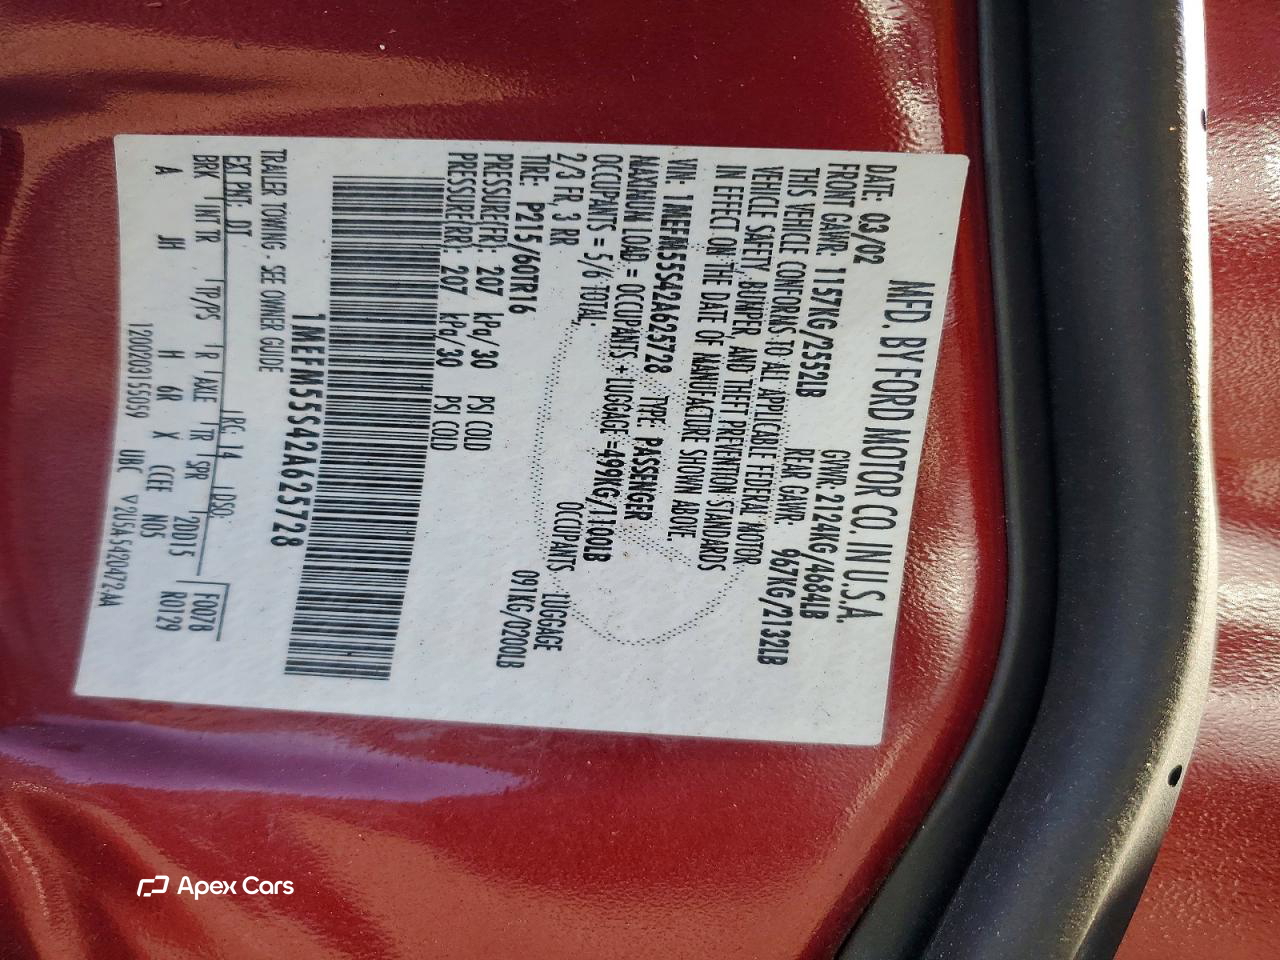 MFD. BY FORD MOTOR CO. IN U.S.A.
DATE: 03/02 GVWR: 2124KG/4684LB
FRONT GAWR: 1157KG/2552LB REAR GAWR: 967KG/2132LB
THIS VEHICLE CONFORMS TO ALL APPLICABLE FEDERAL MOTOR
VEHICLE SAFETY, BUMPER, AND THEFT PREVENTION STANDARDS
IN EFFECT ON THE DATE OF MANUFACTURE SHOWN ABOVE.
VIN: 1MEFM55S42A625728 TYPE: PASSENGER
MAXIMUM LOAD = OCCUPANTS + LUGGAGE =499KG/1100LB
OCCUPANTS = 5/6 TOTAL: OCCUPANTS LUGGAGE
2/3 FR, 3 RR 091KG/0200LB
TIRE: P215/60TR16
PRESSURE(FR): 207 kPa/30 PSI COLD
PRESSURE(RR): 207 kPa/30 PSI COLD
1MEFM55S42A625728
TRAILER TOWING - SEE OWNER GUIDE
EXT PNT: DT RC: 14 DSO: F007B
BRK INT TR TP/PS R AXLE TR SPR 20D15 R0129
A JH H 6R X CCEE NO5
1200203155059 UBC V 2U5A-5420472-AA
Apex Cars